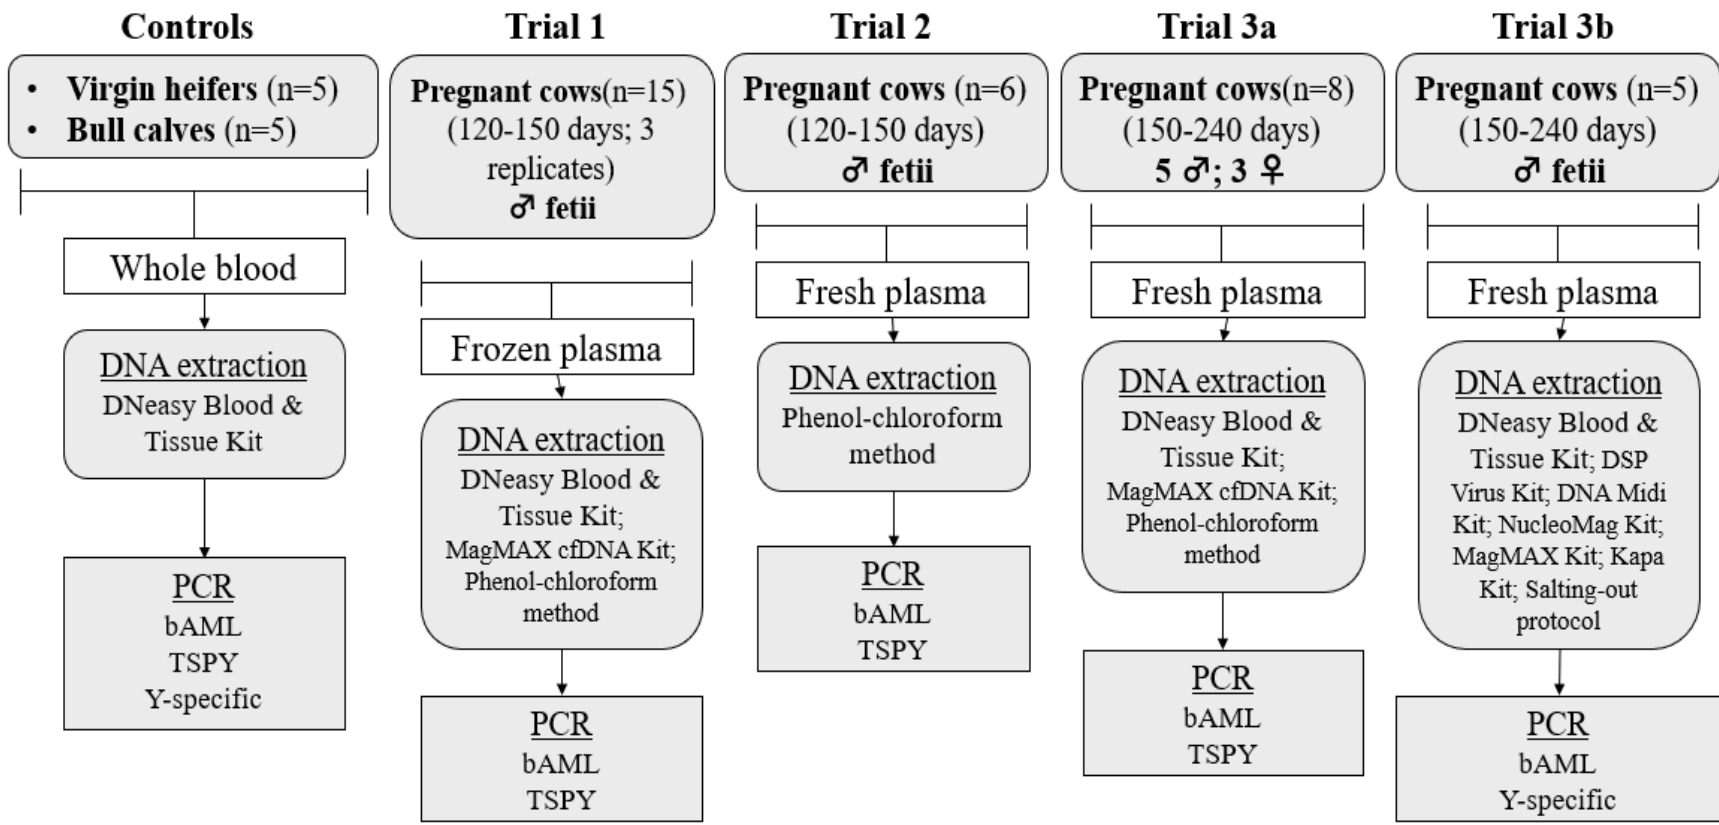 Controls
• Virgin heifers (n=5)
• Bull calves (n=5)
Whole blood
DNA extraction
DNeasy Blood &
Tissue Kit
PCR
bAML
TSPY
Y-specific
Trial 1
Pregnant cows(n=15)
(120-150 days; 3
replicates)
♂ fetii
Frozen plasma
DNA extraction
DNeasy Blood &
Tissue Kit;
MagMAX cfDNA Kit;
Phenol-chloroform
method
PCR
bAML
TSPY
Trial 2
Pregnant cows (n=6)
(120-150 days)
♂ fetii
Fresh plasma
DNA extraction
Phenol-chloroform
method
PCR
bAML
TSPY
Trial 3a
Pregnant cows(n=8)
(150-240 days)
5 ♂; 3 ♀
Fresh plasma
DNA extraction
DNeasy Blood &
Tissue Kit;
MagMAX cfDNA Kit;
Phenol-chloroform
method
PCR
bAML
TSPY
Trial 3b
Pregnant cows (n=5)
(150-240 days)
♂ fetii
Fresh plasma
DNA extraction
DNeasy Blood &
Tissue Kit; DSP
Virus Kit; DNA Midi
Kit; NucleoMag Kit;
MagMAX Kit; Kapa
Kit; Salting-out
protocol
PCR
bAML
Y-specific